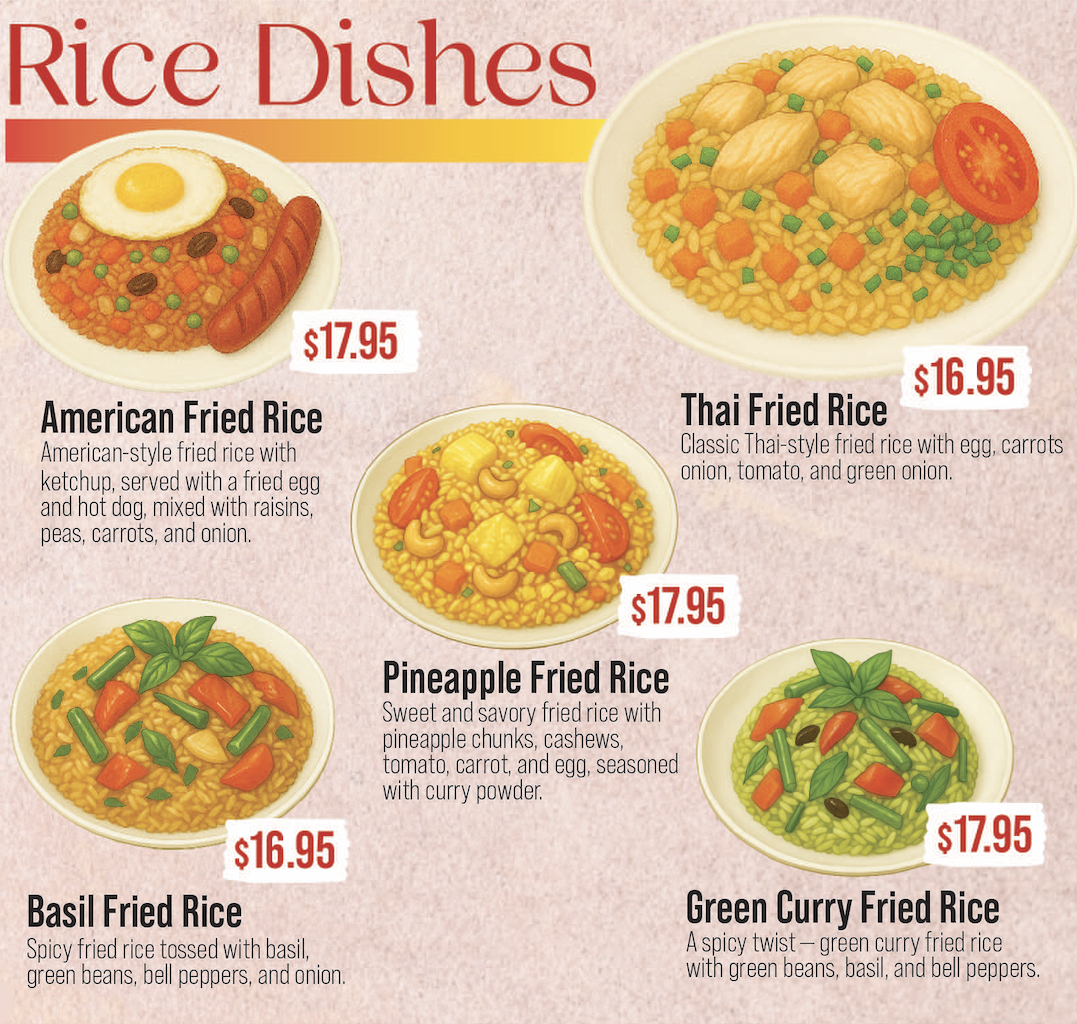 Rice Dishes
$17.95
American Fried Rice
American-style fried rice with
ketchup, served with a fried egg
and hot dog, mixed with raisins,
peas, carrots, and onion.
$16.95
Thai Fried Rice
Classic Thai-style fried rice with egg, carrots
onion, tomato, and green onion.
$17.95
Pineapple Fried Rice
Sweet and savory fried rice with
pineapple chunks, cashews,
tomato, carrot, and egg, seasoned
with curry powder.
$16.95
Basil Fried Rice
Spicy fried rice tossed with basil,
green beans, bell peppers, and onion.
$17.95
Green Curry Fried Rice
A spicy twist – green curry fried rice
with green beans, basil, and bell peppers.